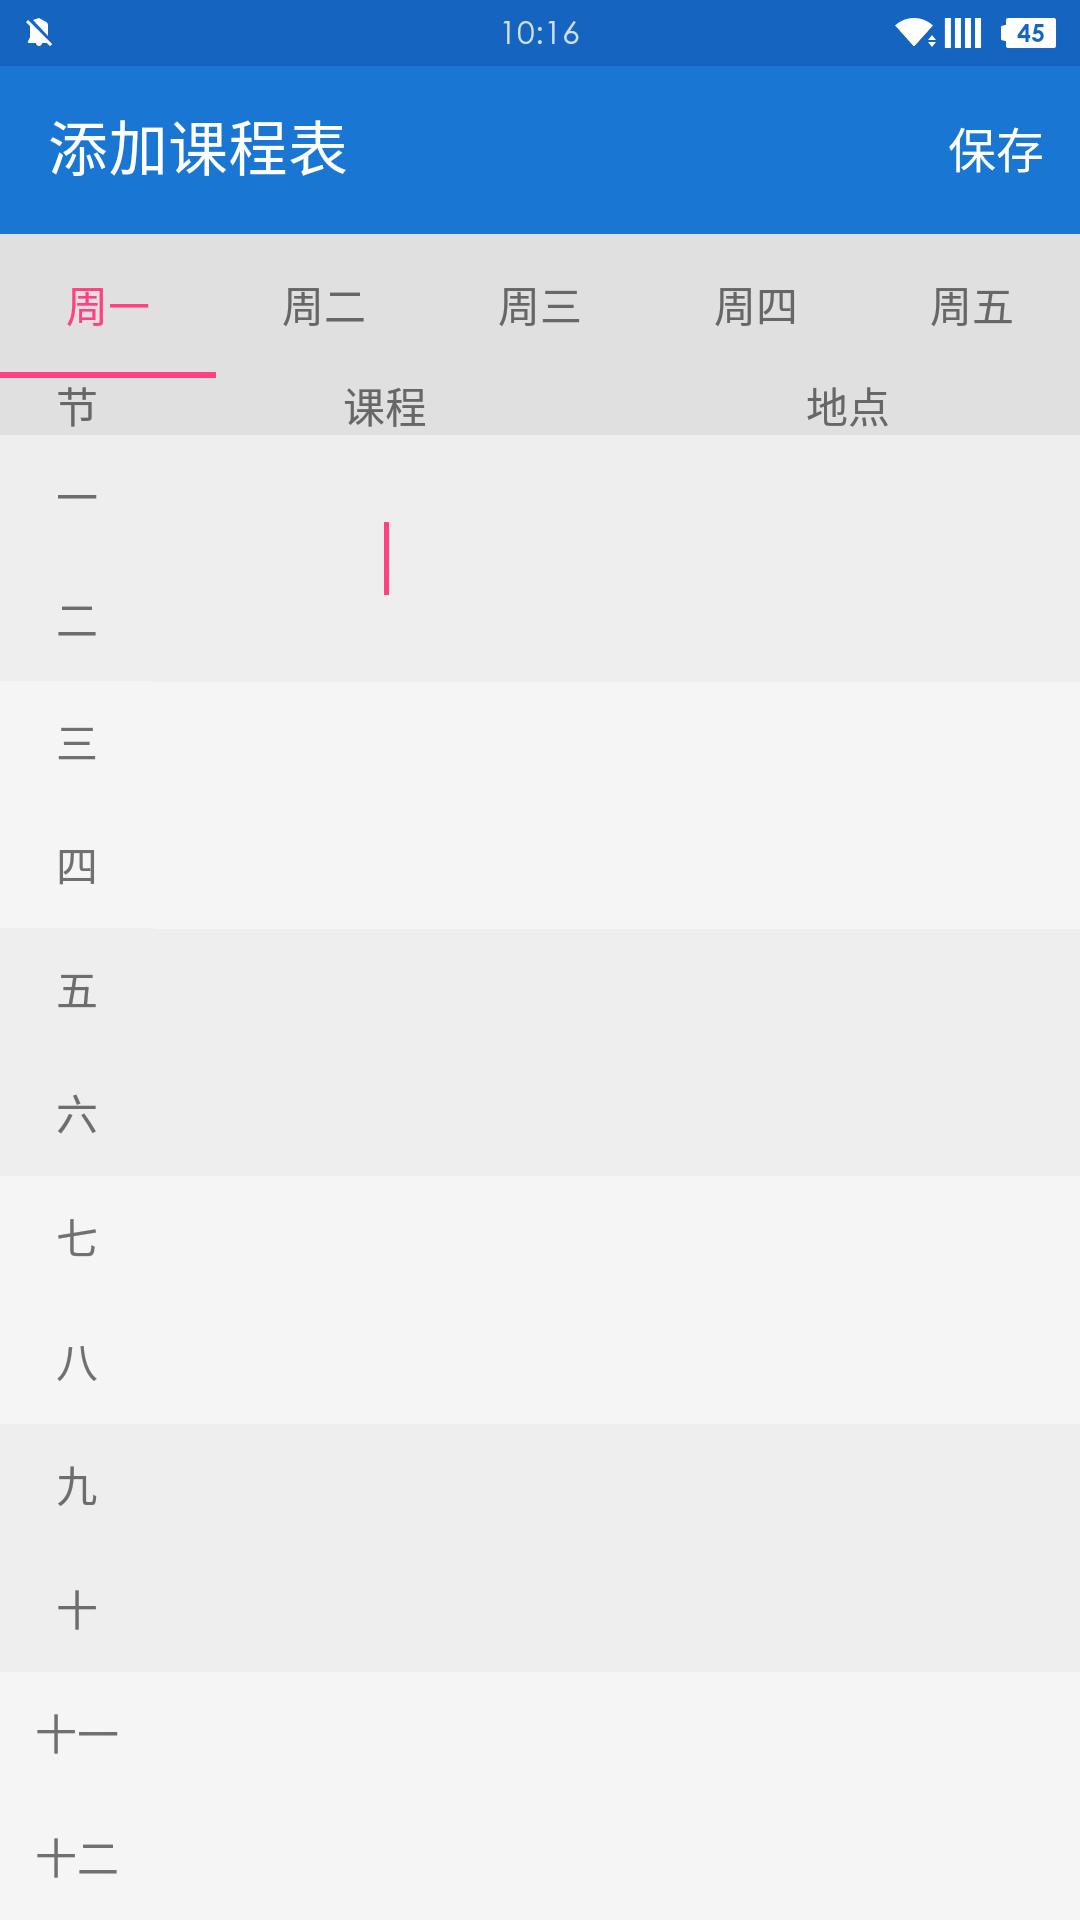 10:16
45
添加课程表
保存
周一 周二 周三 周四 周五
节 课程 地点
一
二
三
四
五
六
七
八
九
十
十一
十二